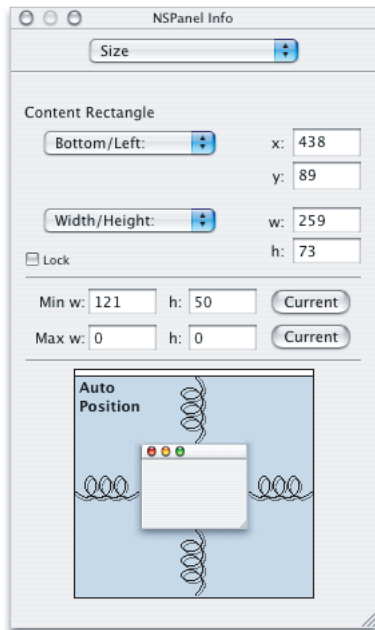 NSPanel Info
Size
Content Rectangle
Bottom/Left: x: 438
y: 89
Width/Height: w: 259
Lock h: 73
Min w: 121 h: 50 Current
Max w: 0 h: 0 Current
Auto
Position